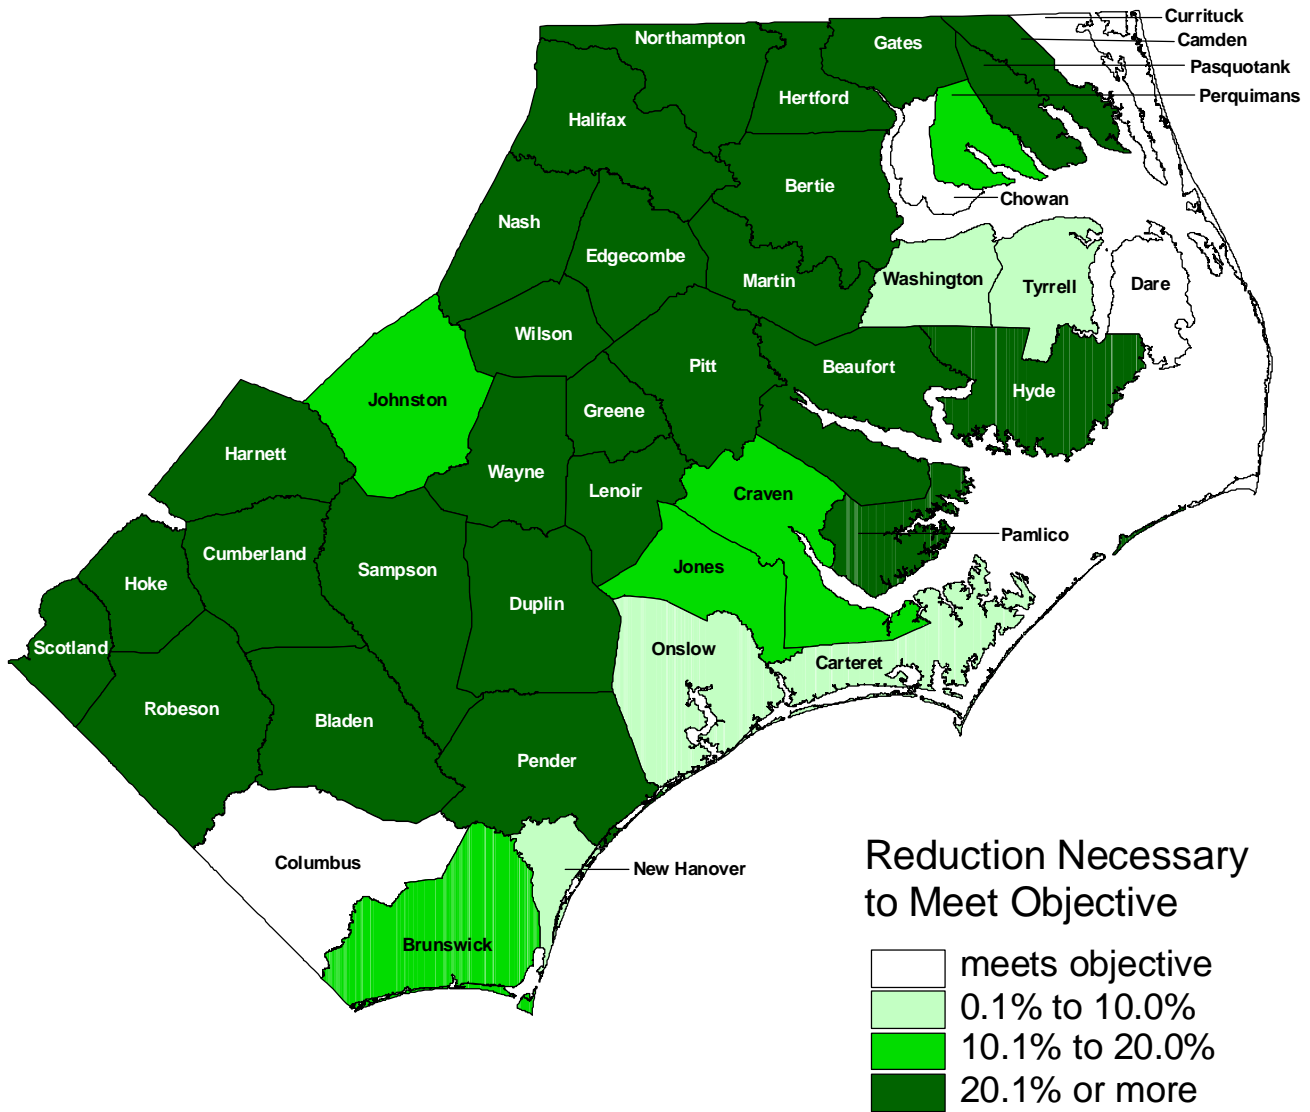 Currituck
Northampton
Gates
Camden
Pasquotank
Hertford
Perquimans
Halifax
Bertie
Chowan
Nash
Edgecombe
Martin
Washington
Tyrrell
Dare
Wilson
Pitt
Beaufort
Hyde
Johnston
Greene
Harnett
Wayne
Lenoir
Craven
Pamlico
Cumberland
Sampson
Jones
Hoke
Duplin
Scotland
Onslow
Carteret
Robeson
Bladen
Pender
Columbus
New Hanover
Brunswick
Reduction Necessary
to Meet Objective
meets objective
0.1% to 10.0%
10.1% to 20.0%
20.1% or more